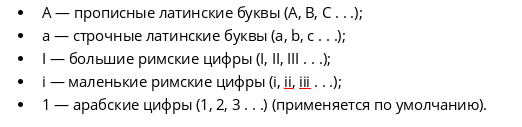 • A — прописные латинские буквы (A, B, C . . .);
• a — строчные латинские буквы (a, b, c . . .);
• I — большие римские цифры (I, II, III . . .);
• i — маленькие римские цифры (i, ii, iii . . .);
• 1 — арабские цифры (1, 2, 3 . . .) (применяется по умолчанию).